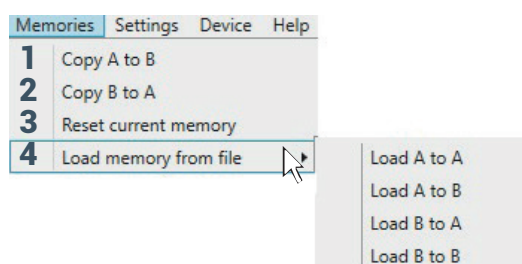 Memories Settings Device Help
1 Copy A to B
2 Copy B to A
3 Reset current memory
4 Load memory from file
Load A to A
Load A to B
Load B to A
Load B to B